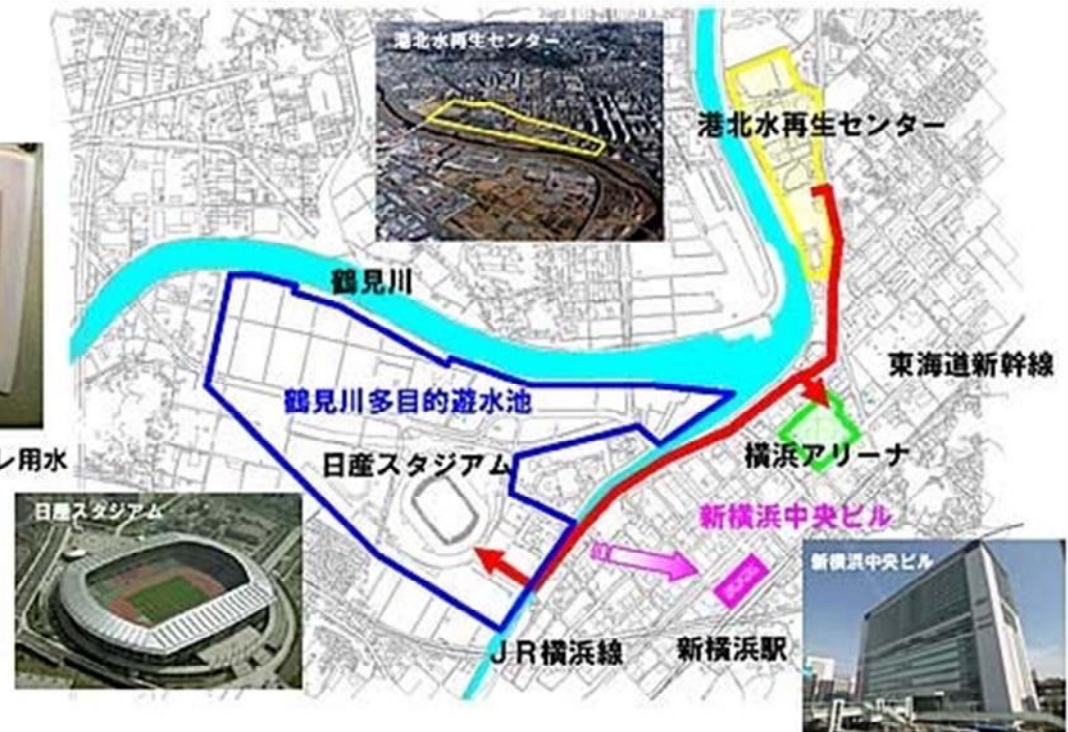 港北水再生センター
港北水再生センター
鶴見川
東海道新幹線
鶴見川多目的遊水池
レ用水
日産スタジアム
横浜アリーナ
日産スタジアム
新横浜中央ビル
新横浜中央ビル
JR横浜線
新横浜駅